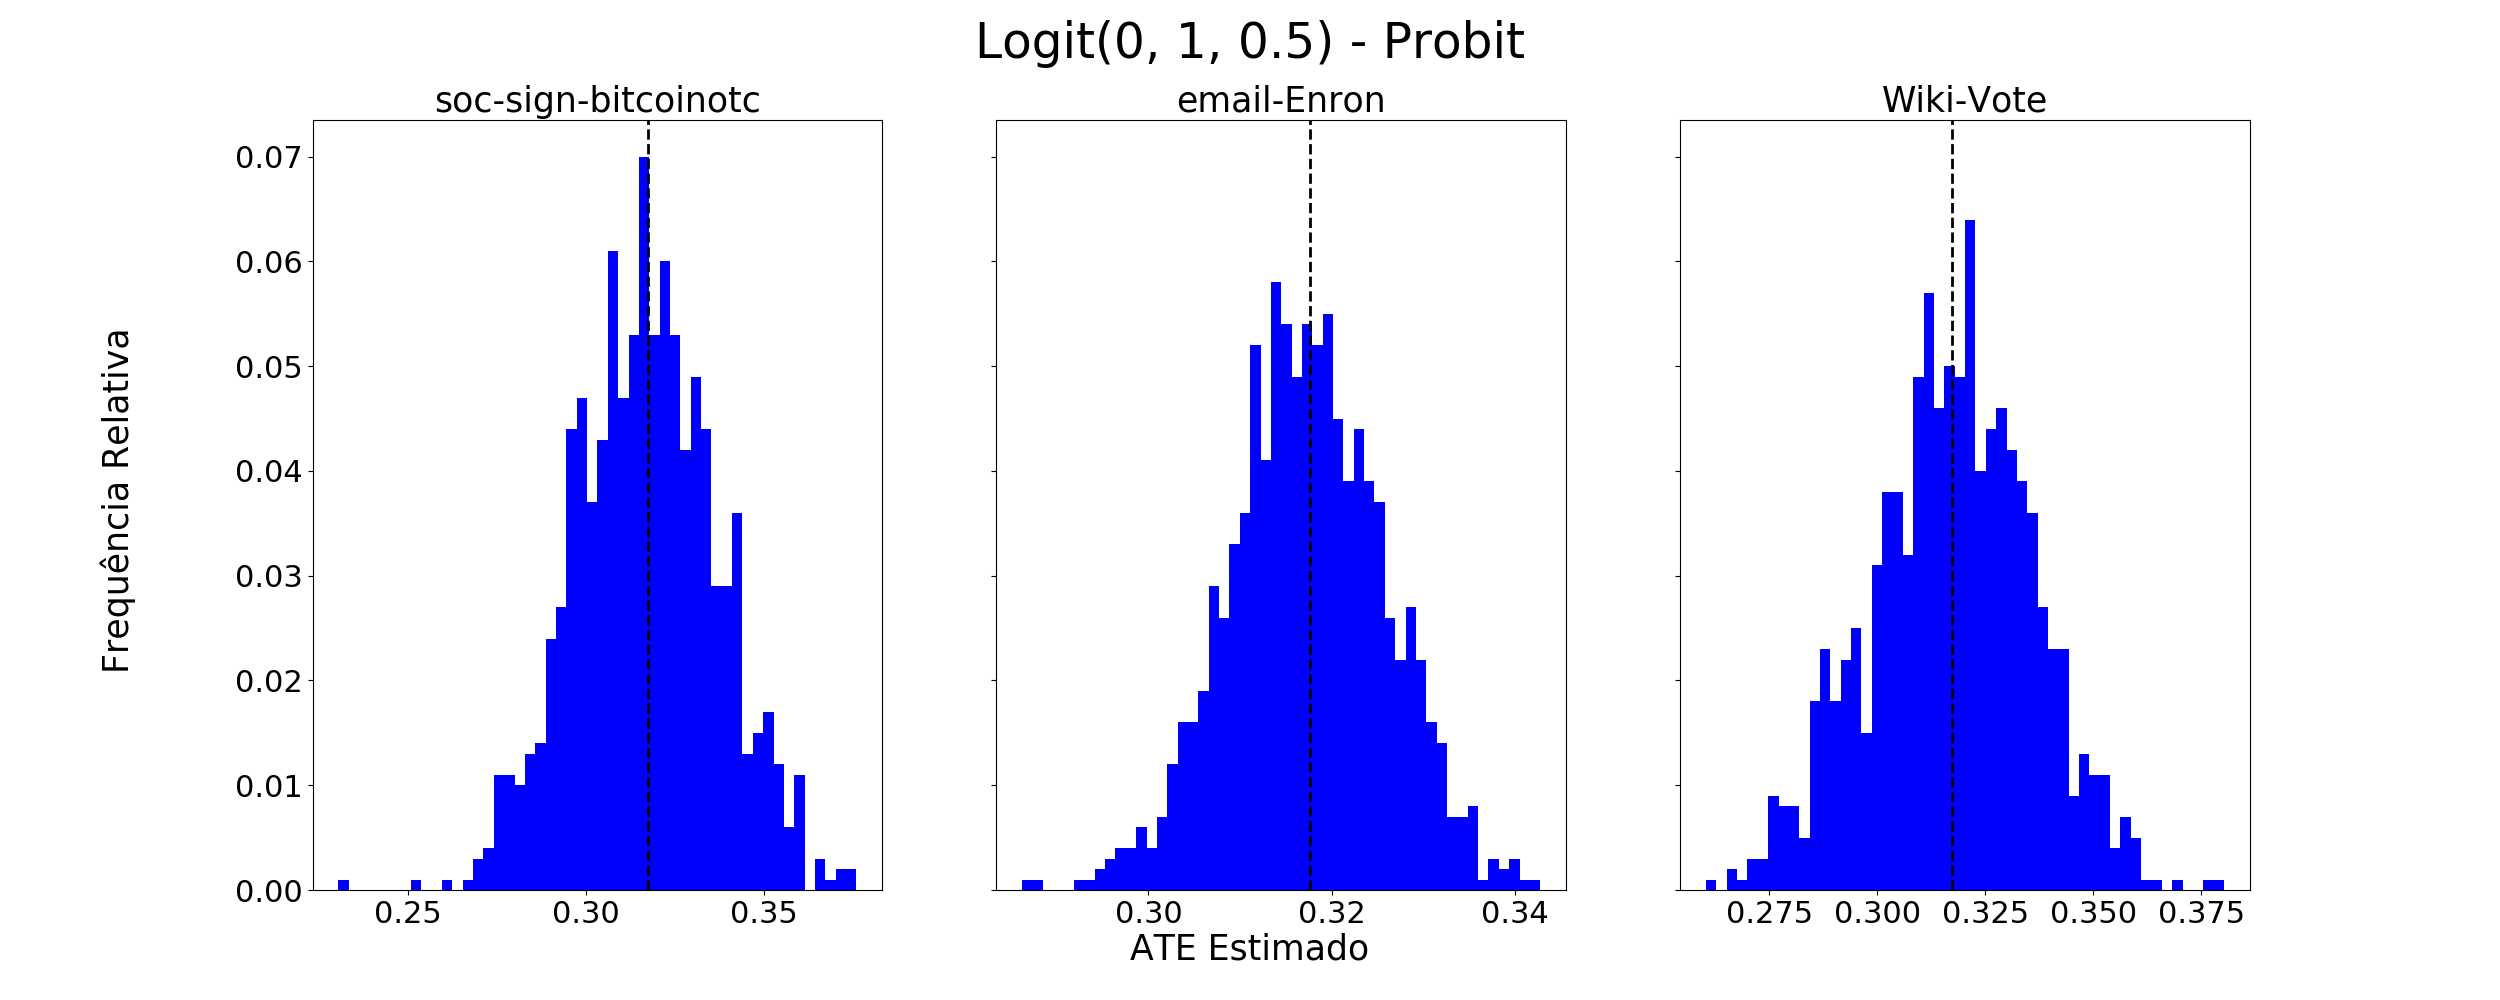 Logit(0, 1, 0.5) - Probit
soc-sign-bitcoinotc
email-Enron
Wiki-Vote
Frequência Relativa
0.07
0.06
0.05
0.04
0.03
0.02
0.01
0.00
0.25 0.30 0.35
0.30 0.32 0.34
0.275 0.300 0.325 0.350 0.375
ATE Estimado